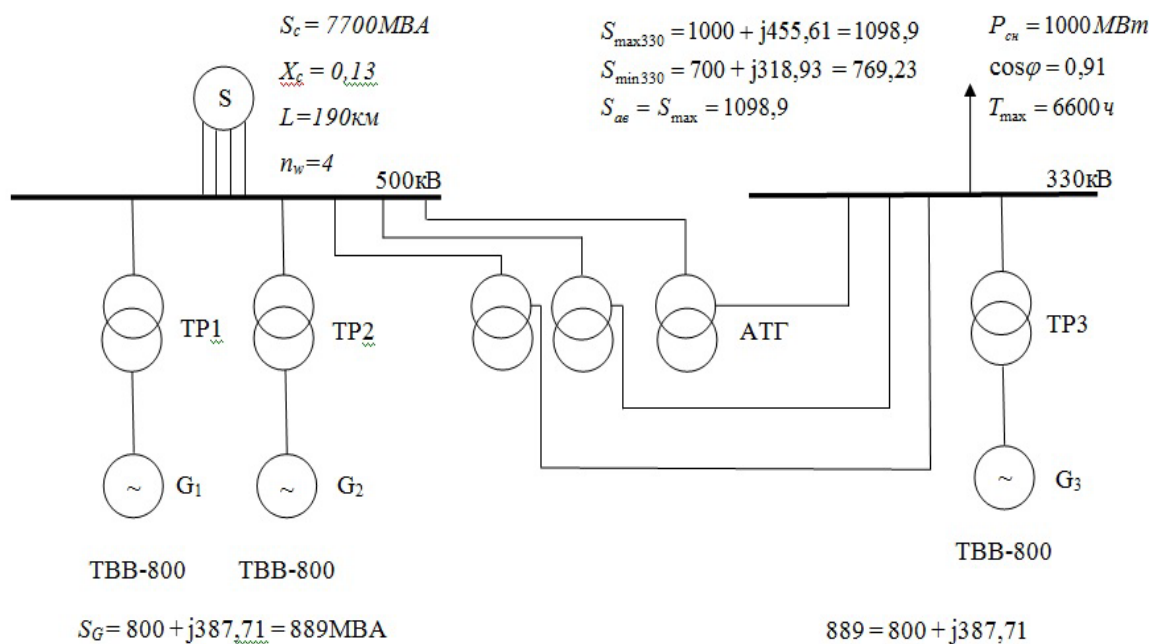 S_c = 7700МВА
X_c = 0,13
L=190км
n_w=4
S_max330 = 1000 + j455,61 = 1098,9
S_min330 = 700 + j318,93 = 769,23
S_ав = S_max = 1098,9
P_сн = 1000МВт
cosφ = 0,91
T_max = 6600ч
S
500кВ
330кВ
ТР1
ТР2
АТГ
ТР3
~ G₁
~ G₂
~ G₃
ТВВ-800
ТВВ-800
ТВВ-800
S_G = 800 + j387,71 = 889МВА
889 = 800 + j387,71